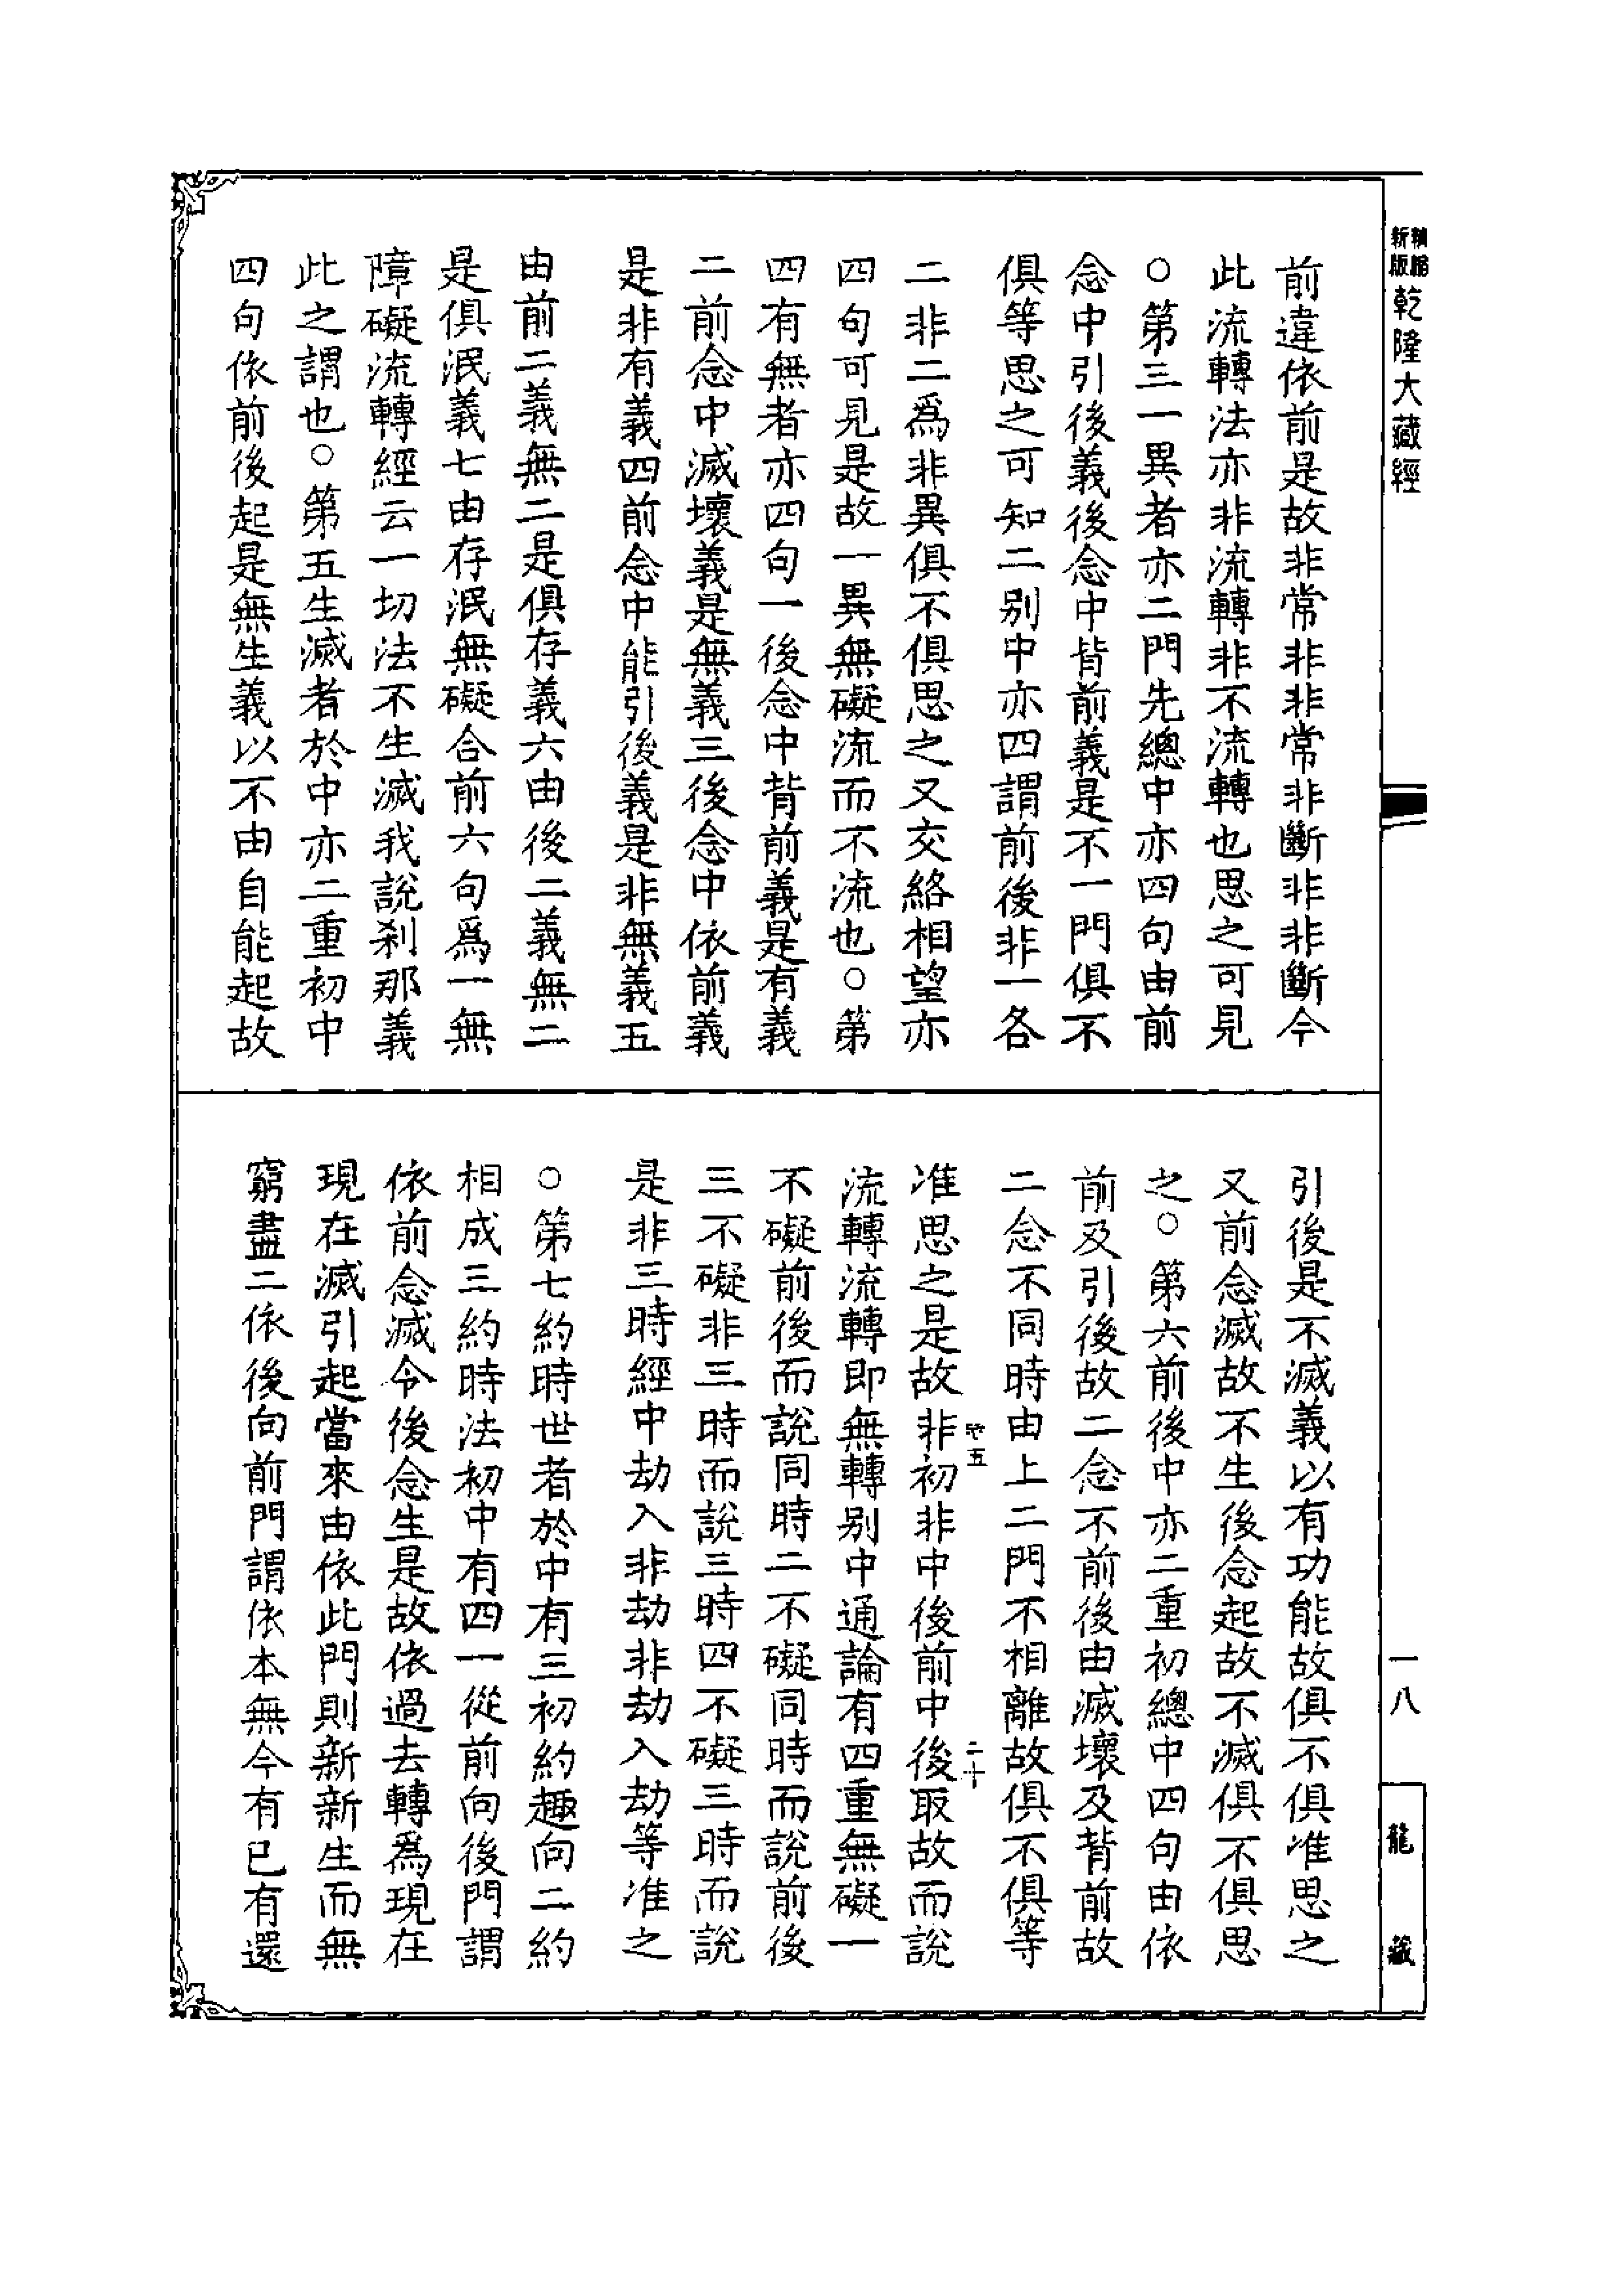 精縮
新版
乾隆大藏經
前違依前是故非常非非常非斷非非斷今
此流轉法亦非流轉非不流轉也思之可見
○第三一異者亦二門先總中亦四句由前
念中引後義後念中背前義是不一門俱不
俱等思之可知二別中亦四謂前後非一各
二非二爲非異俱不俱思之又交絡相望亦
四句可見是故一異無礙流而不流也○第
四有無者亦四句一後念中背前義是有義
二前念中滅壞義是無義三後念中依前義
是非有義四前念中能引後義是非無義五
由前二義無二是俱存義六由後二義無二
是俱泯義七由存泯無礙合前六句爲一無
障礙流轉經云一切法不生滅我說刹那義
此之謂也○第五生滅者於中亦二重初中
四句依前後起是無生義以不由自能起故
引後是不滅義以有功能故俱不俱准思之
又前念滅故不生後念起故不滅俱不俱思
之○第六前後中亦二重初總中四句由依
前及引後故二念不前後由滅壞及背前故
二念不同時由上二門不相離故俱不俱等
准思之是故非初非中後前中後取故而說
五
二十
流轉流轉即無轉別中通論有四重無礙一
不礙前後而說同時二不礙同時而說前後
三不礙非三時而說三時四不礙三時而說
是非三時經中劫入非劫非劫入劫等准之
○第七約時世者於中有三初約趣向二約
相成三約時法初中有四一從前向後門謂
依前念滅令後念生是故依過去轉爲現在
現在滅引起當來由依此門則新新生而無
窮盡二依後向前門謂依本無今有已有還
一八
龍藏